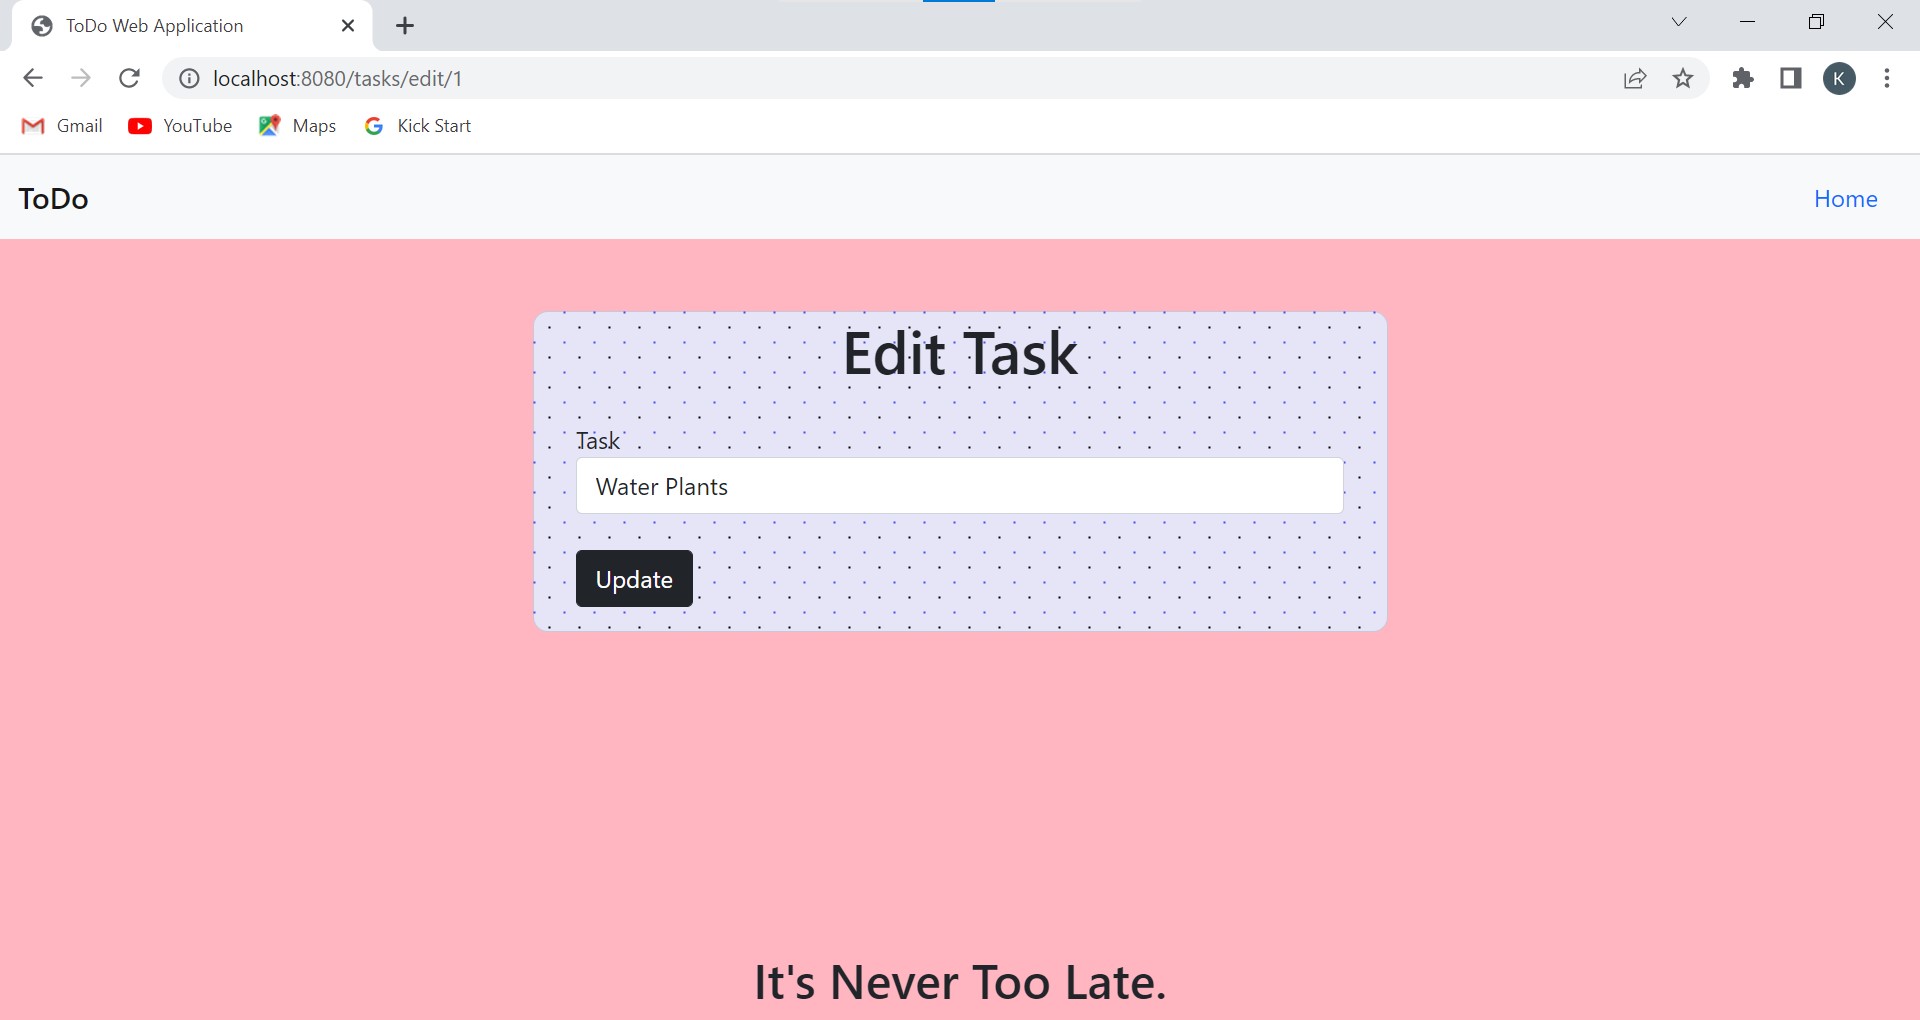 ToDo Web Application
localhost:8080/tasks/edit/1
K
Gmail YouTube Maps Kick Start
ToDo Home
Edit Task
Task
Water Plants
Update
It's Never Too Late.